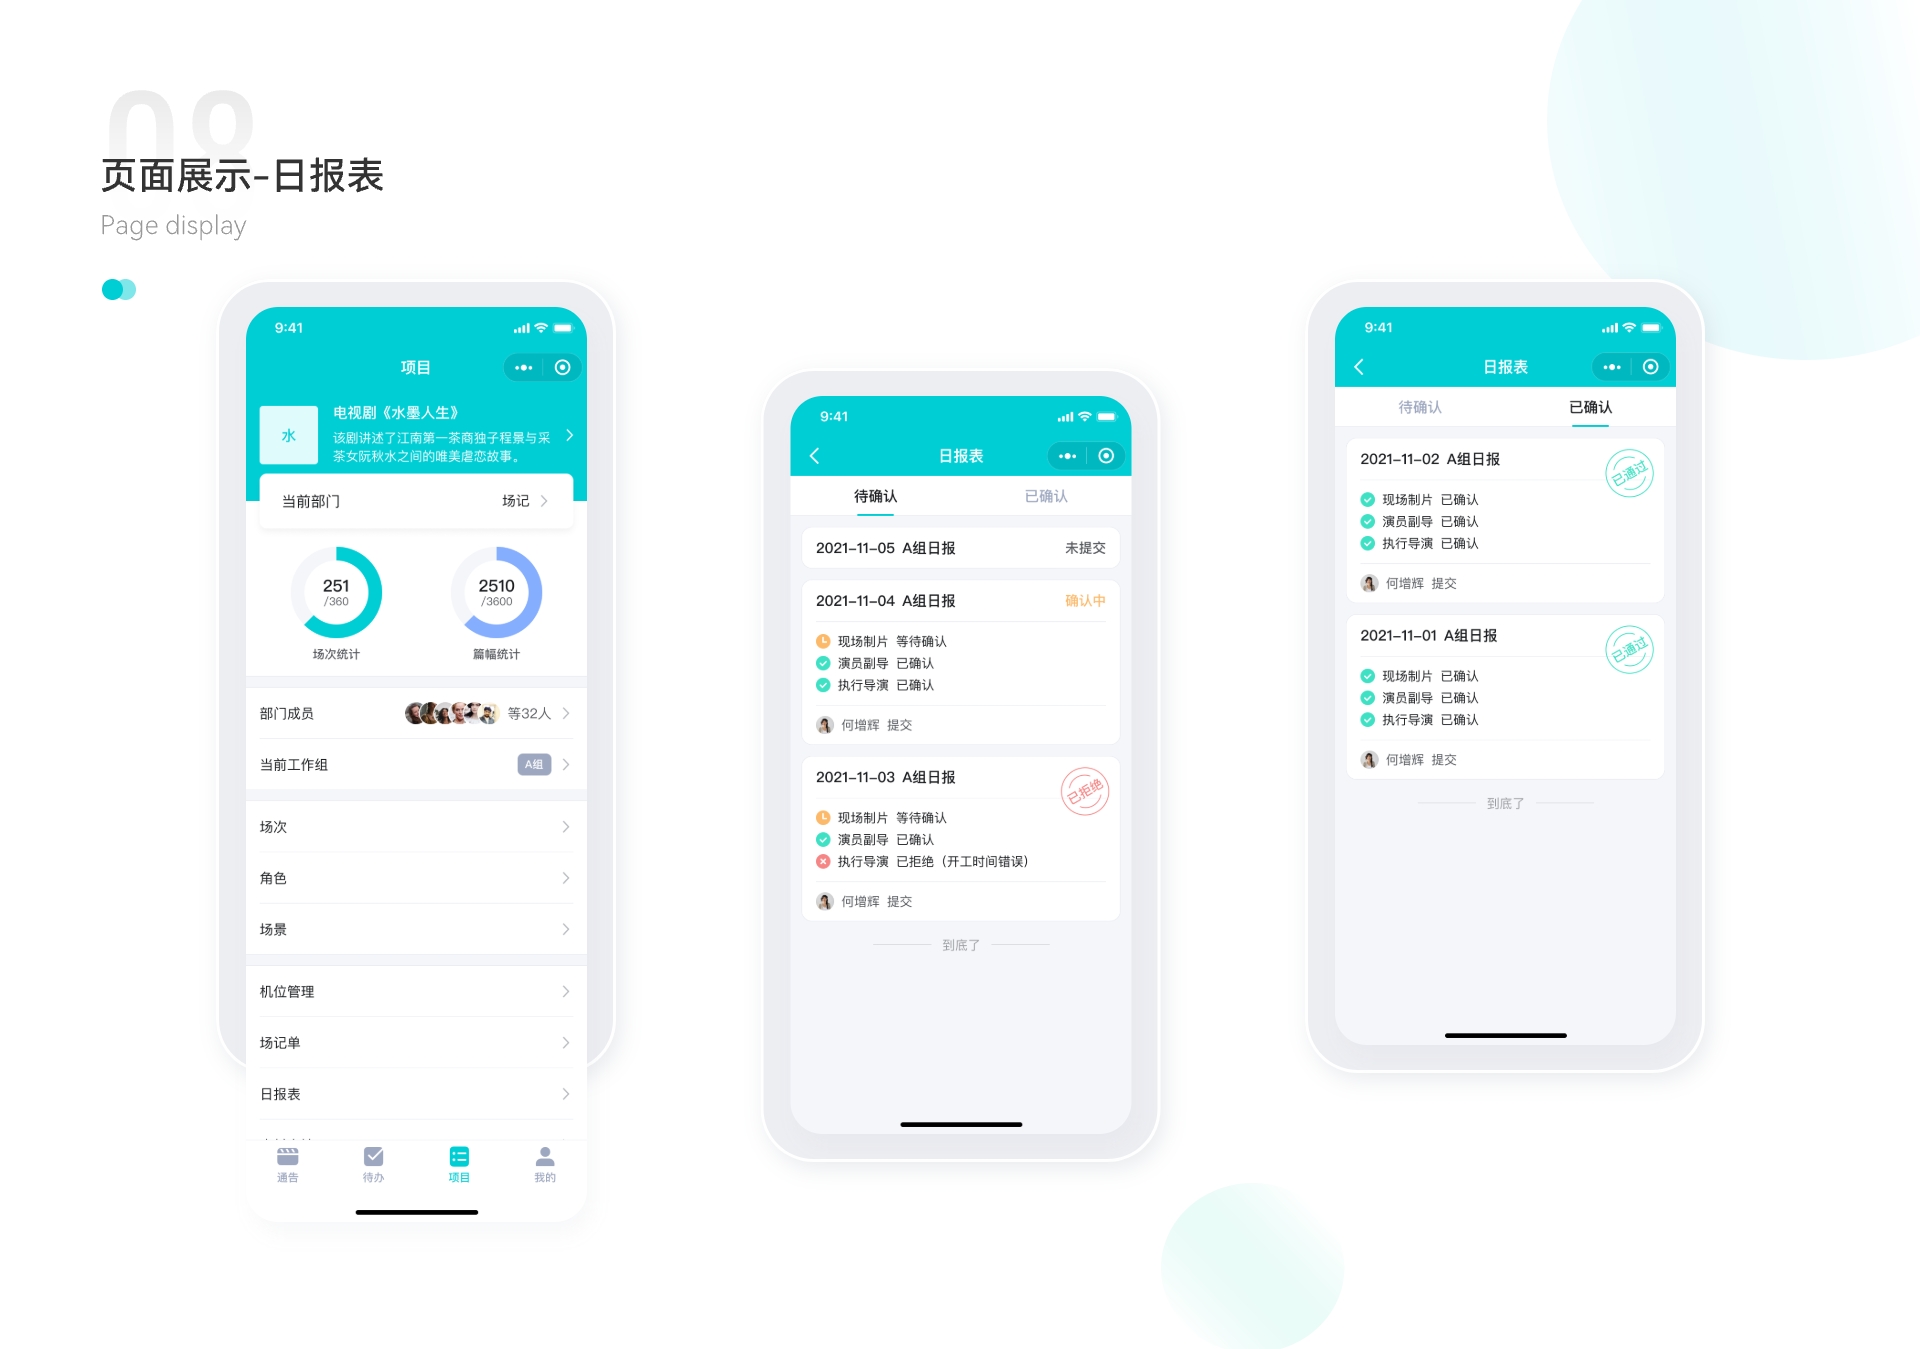 08
页面展示-日报表
Page display
9:41
项目
水
电视剧《水墨人生》
该剧讲述了江南第一茶商独子程景与采
茶女阮秋水之间的唯美虐恋故事。
当前部门 场记
251
/360
场次统计
2510
/3600
篇幅统计
部门成员 等32人
当前工作组 A组
场次
角色
场景
机位管理
场记单
日报表
通告 待办 项目 我的
9:41
日报表
待确认 已确认
2021-11-05 A组日报 未提交
2021-11-04 A组日报 确认中
现场制片 等待确认
演员副导 已确认
执行导演 已确认
何增辉 提交
2021-11-03 A组日报
已拒绝
现场制片 等待确认
演员副导 已确认
执行导演 已拒绝（开工时间错误）
何增辉 提交
到底了
9:41
日报表
待确认 已确认
2021-11-02 A组日报
已通过
现场制片 已确认
演员副导 已确认
执行导演 已确认
何增辉 提交
2021-11-01 A组日报
已通过
现场制片 已确认
演员副导 已确认
执行导演 已确认
何增辉 提交
到底了